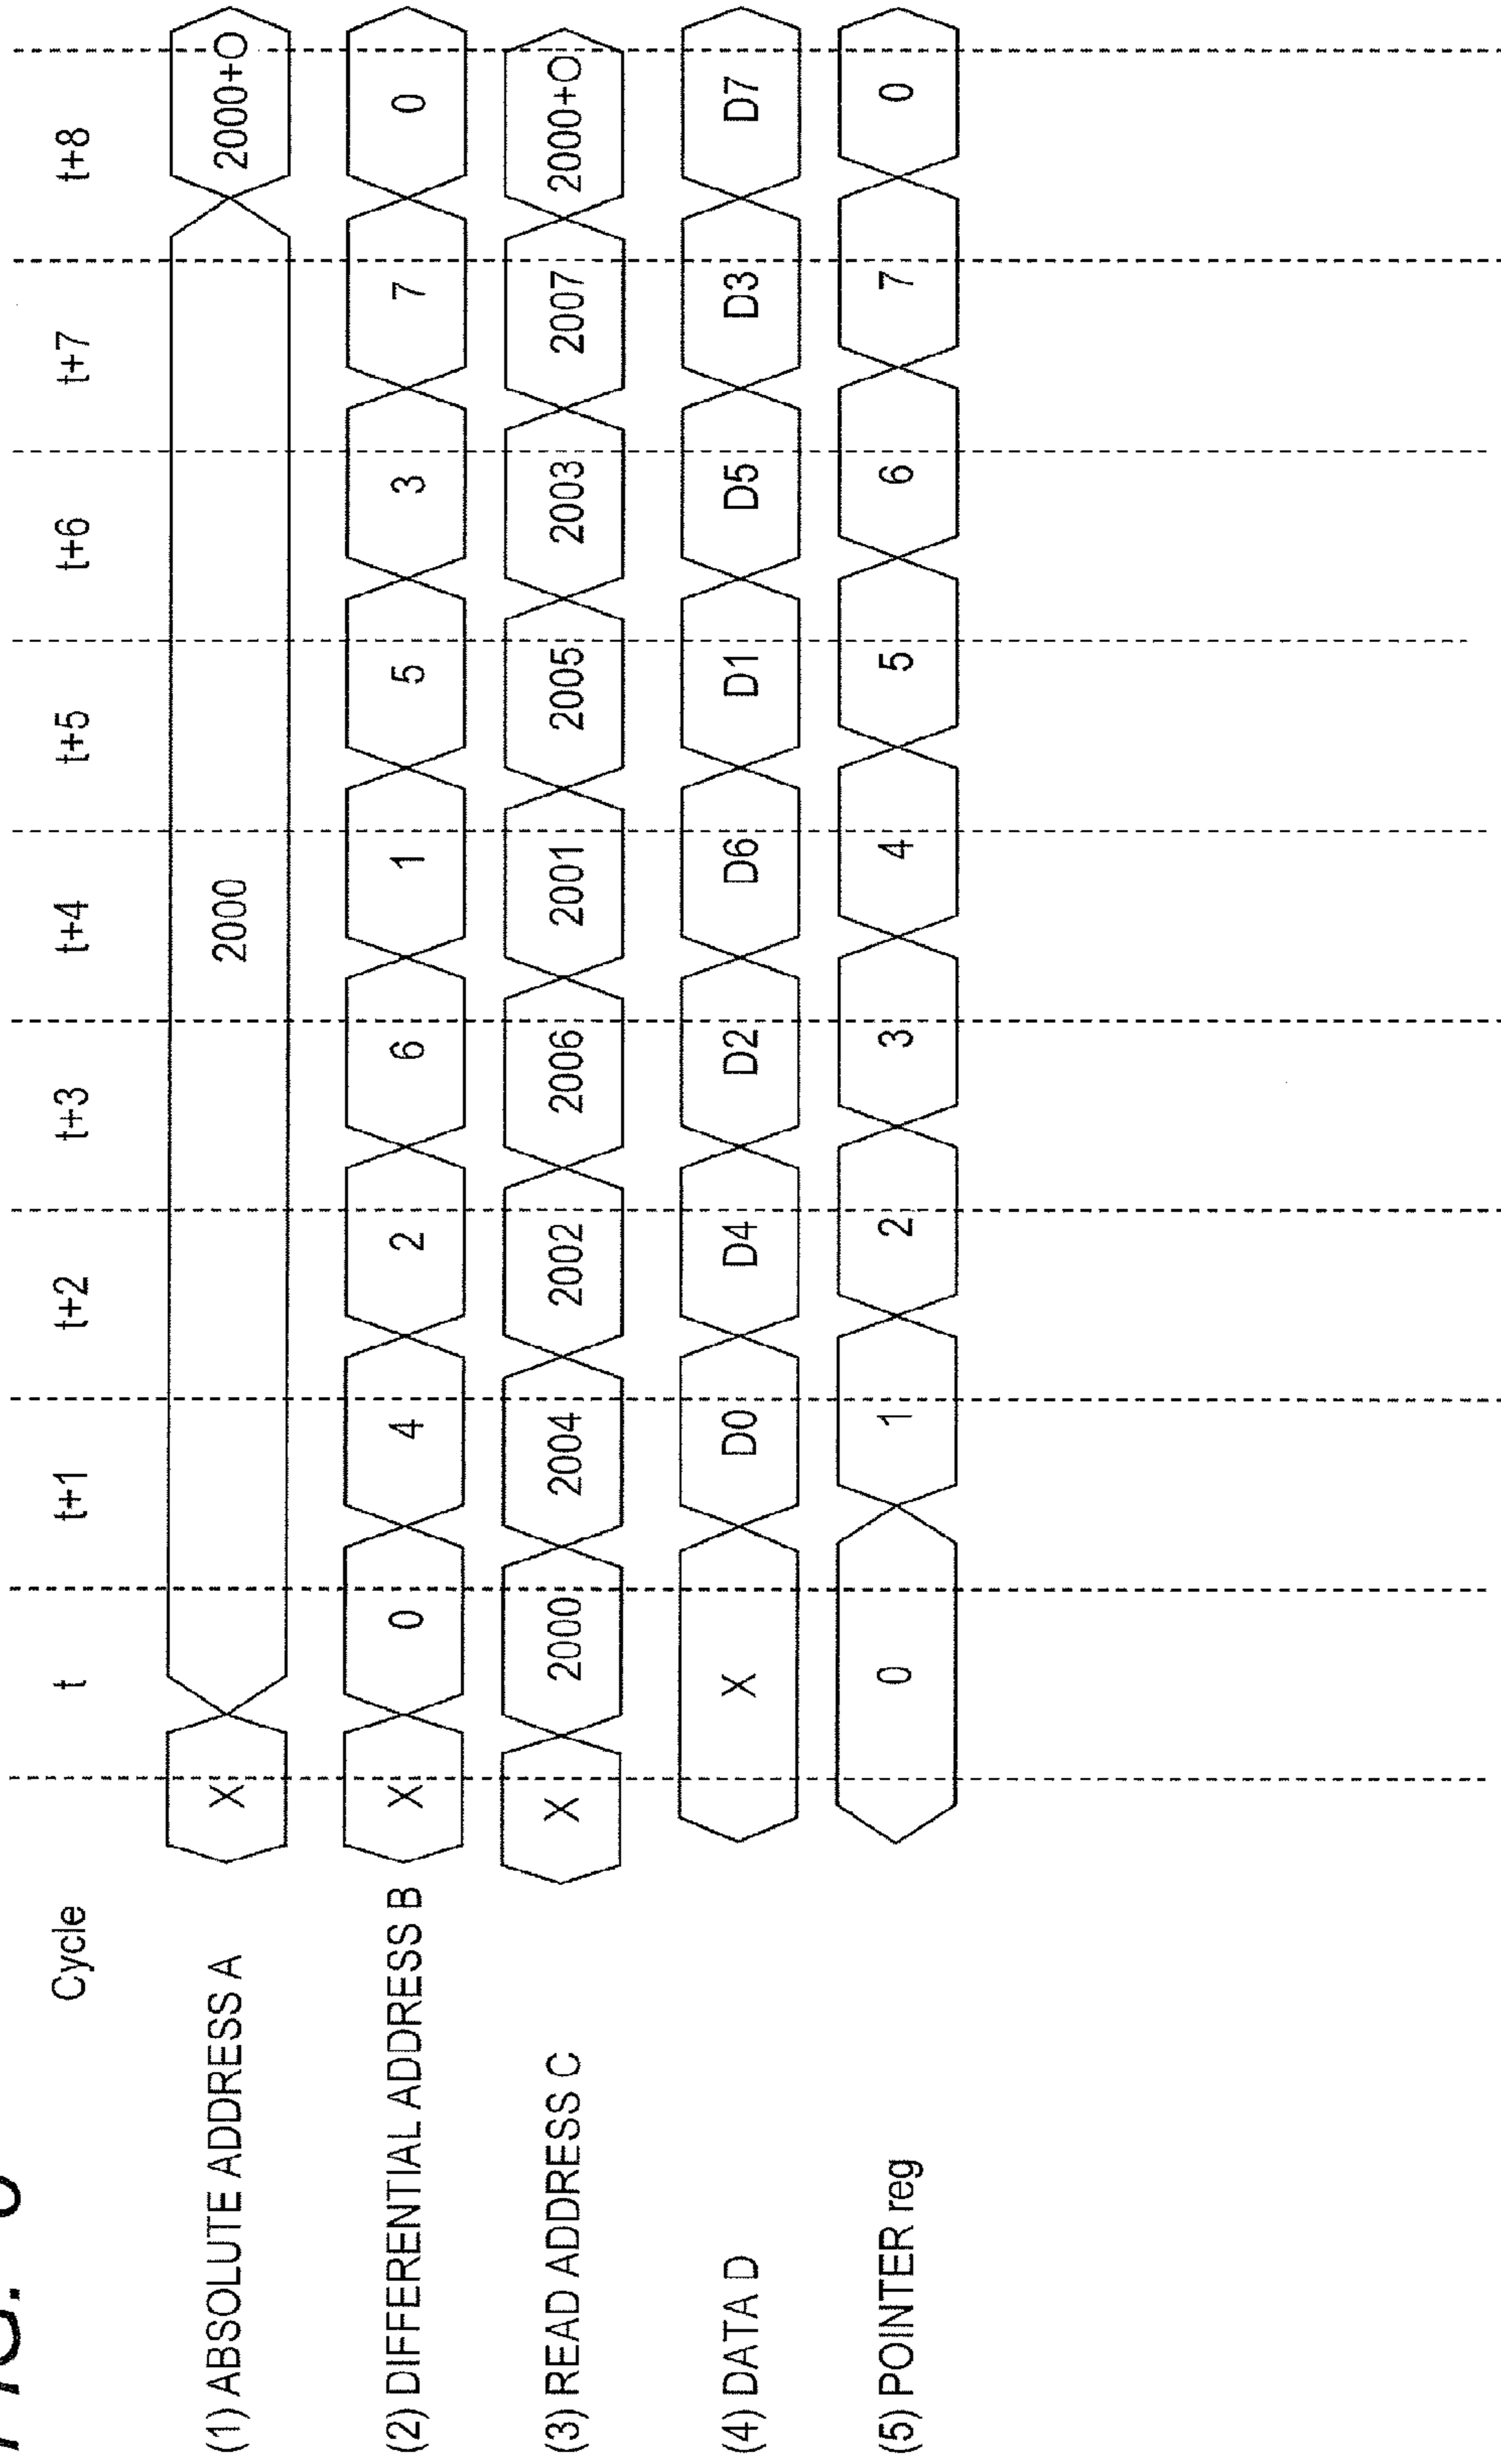 Cycle t t+1 t+2 t+3 t+4 t+5 t+6 t+7 t+8
(1) ABSOLUTE ADDRESS A X 2000 2000+O
(2) DIFFERENTIAL ADDRESS B X 0 4 2 6 1 5 3 7 0
(3) READ ADDRESS C X 2000 2004 2002 2006 2001 2005 2003 2007 2000+O
(4) DATA D X D0 D4 D2 D6 D1 D5 D3 D7
(5) POINTER reg 0 1 2 3 4 5 6 7 0